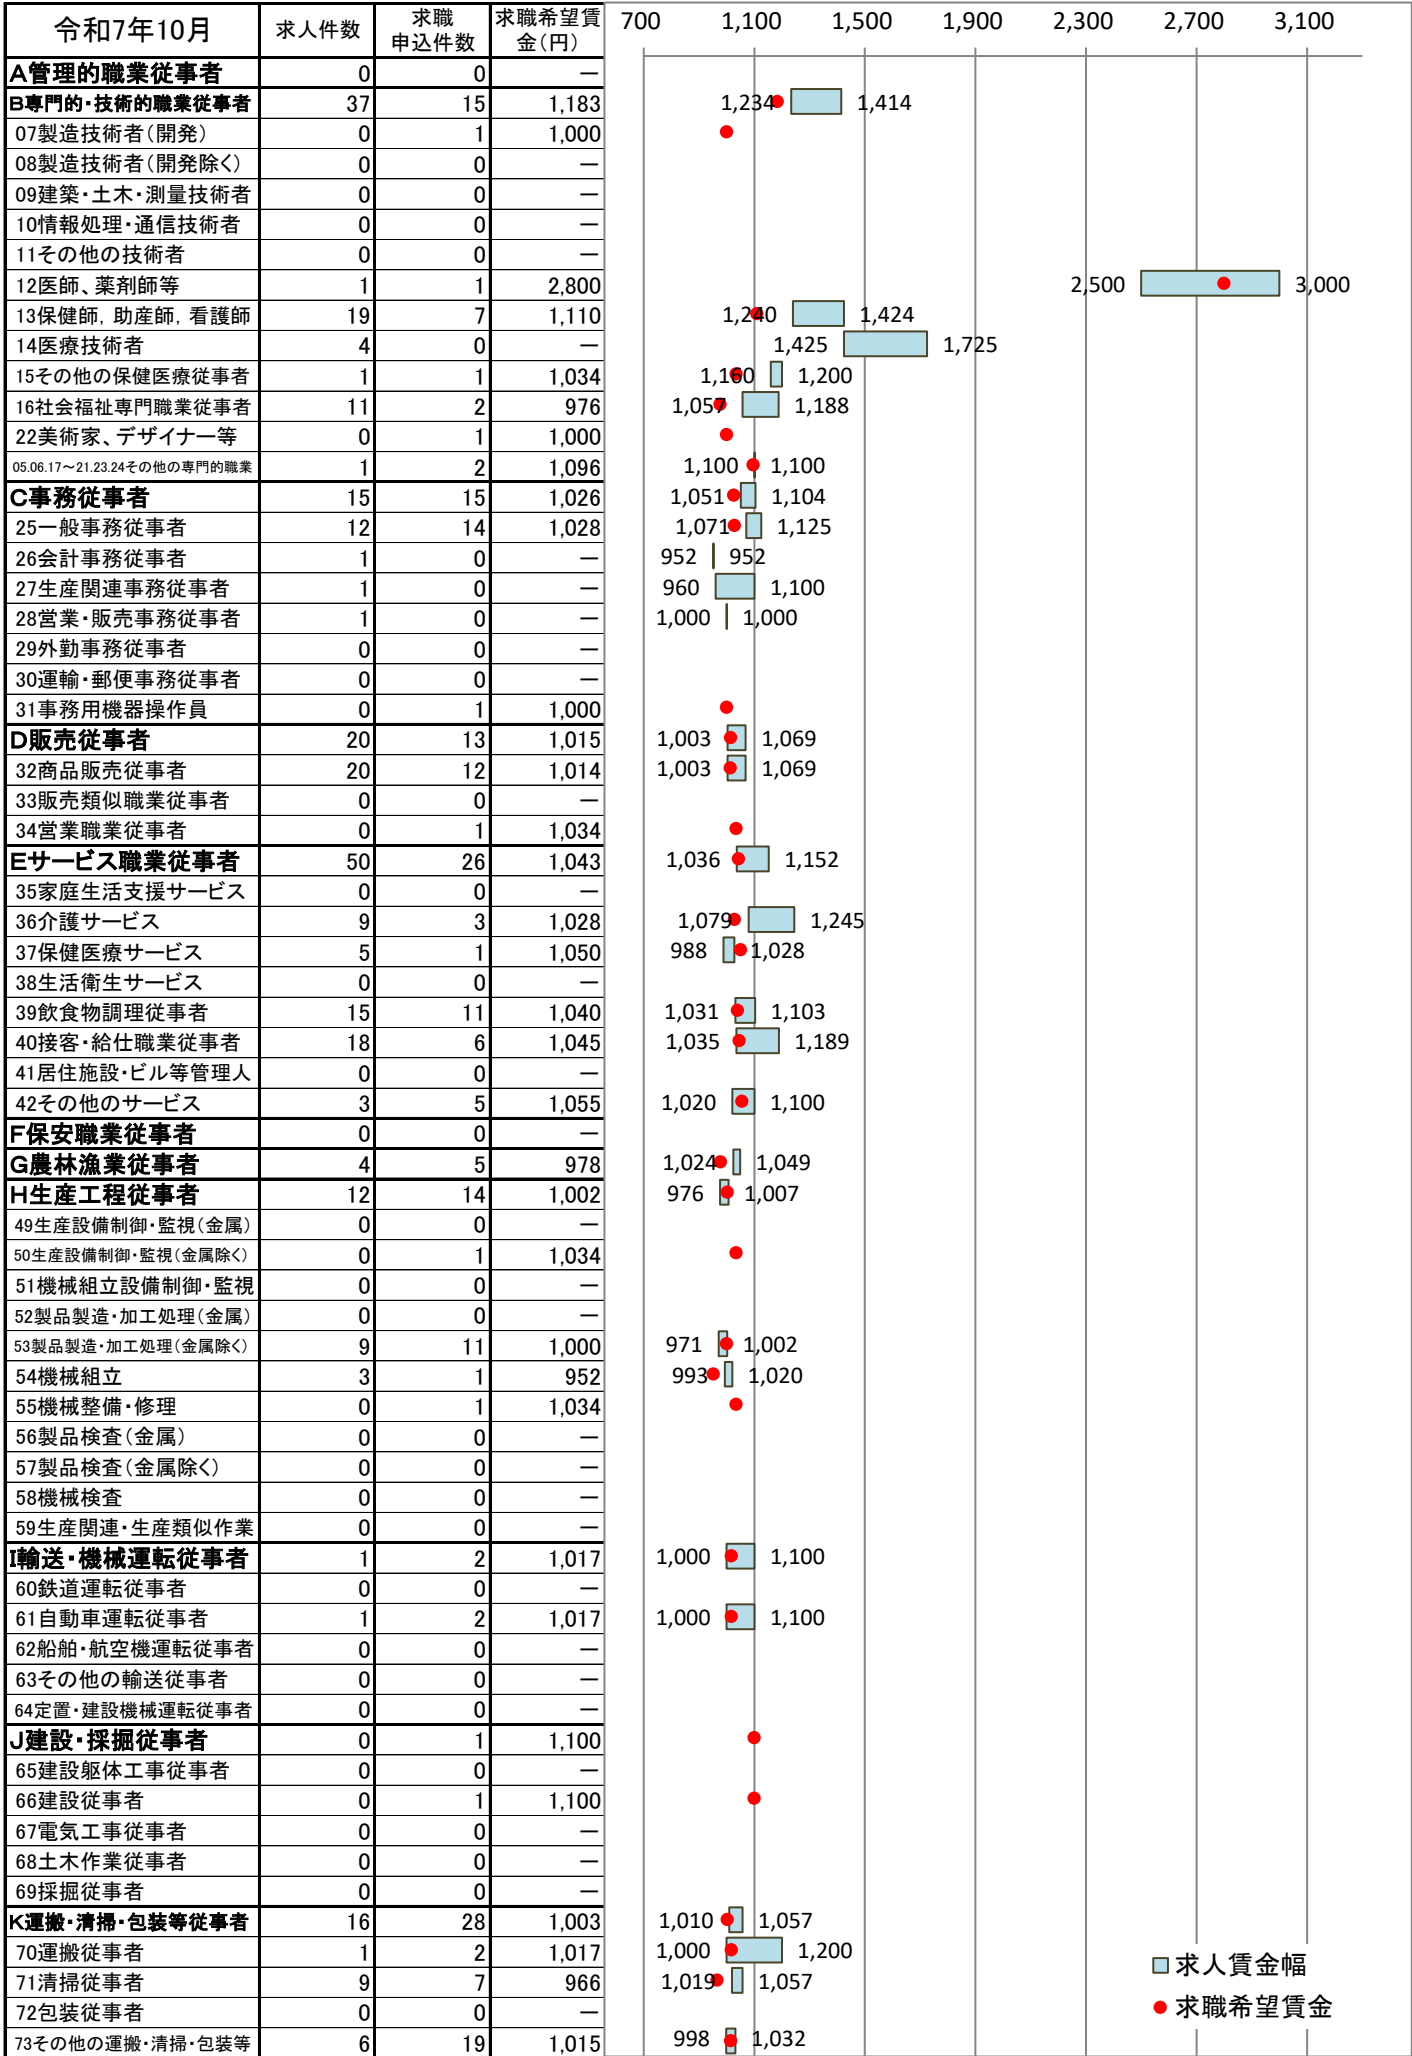 令和7年10月 求人件数 求職申込件数 求職希望賃金(円) 700 1,100 1,500 1,900 2,300 2,700 3,100
A管理的職業従事者 0 0 ―
B専門的・技術的職業従事者 37 15 1,183 1,234 1,414
07製造技術者(開発) 0 1 1,000
08製造技術者(開発除く) 0 0 ―
09建築・土木・測量技術者 0 0 ―
10情報処理・通信技術者 0 0 ―
11その他の技術者 0 0 ―
12医師、薬剤師等 1 1 2,800 2,500 3,000
13保健師, 助産師, 看護師 19 7 1,110 1,240 1,424
14医療技術者 4 0 ― 1,425 1,725
15その他の保健医療従事者 1 1 1,034 1,160 1,200
16社会福祉専門職業従事者 11 2 976 1,057 1,188
22美術家、デザイナー等 0 1 1,000
05.06.17～21.23.24その他の専門的職業 1 2 1,096 1,100 1,100
C事務従事者 15 15 1,026 1,051 1,104
25一般事務従事者 12 14 1,028 1,071 1,125
26会計事務従事者 1 0 ― 952 952
27生産関連事務従事者 1 0 ― 960 1,100
28営業・販売事務従事者 1 0 ― 1,000 1,000
29外勤事務従事者 0 0 ―
30運輸・郵便事務従事者 0 0 ―
31事務用機器操作員 0 1 1,000
D販売従事者 20 13 1,015 1,003 1,069
32商品販売従事者 20 12 1,014 1,003 1,069
33販売類似職業従事者 0 0 ―
34営業職業従事者 0 1 1,034
Eサービス職業従事者 50 26 1,043 1,036 1,152
35家庭生活支援サービス 0 0 ―
36介護サービス 9 3 1,028 1,079 1,245
37保健医療サービス 5 1 1,050 988 1,028
38生活衛生サービス 0 0 ―
39飲食物調理従事者 15 11 1,040 1,031 1,103
40接客・給仕職業従事者 18 6 1,045 1,035 1,189
41居住施設・ビル等管理人 0 0 ―
42その他のサービス 3 5 1,055 1,020 1,100
F保安職業従事者 0 0 ―
G農林漁業従事者 4 5 978 1,024 1,049
H生産工程従事者 12 14 1,002 976 1,007
49生産設備制御・監視(金属) 0 0 ―
50生産設備制御・監視(金属除く) 0 1 1,034
51機械組立設備制御・監視 0 0 ―
52製品製造・加工処理(金属) 0 0 ―
53製品製造・加工処理(金属除く) 9 11 1,000 971 1,002
54機械組立 3 1 952 993 1,020
55機械整備・修理 0 1 1,034
56製品検査(金属) 0 0 ―
57製品検査(金属除く) 0 0 ―
58機械検査 0 0 ―
59生産関連・生産類似作業 0 0 ―
I輸送・機械運転従事者 1 2 1,017 1,000 1,100
60鉄道運転従事者 0 0 ―
61自動車運転従事者 1 2 1,017 1,000 1,100
62船舶・航空機運転従事者 0 0 ―
63その他の輸送従事者 0 0 ―
64定置・建設機械運転従事者 0 0 ―
J建設・採掘従事者 0 1 1,100
65建設躯体工事従事者 0 0 ―
66建設従事者 0 1 1,100
67電気工事従事者 0 0 ―
68土木作業従事者 0 0 ―
69採掘従事者 0 0 ―
K運搬・清掃・包装等従事者 16 28 1,003 1,010 1,057
70運搬従事者 1 2 1,017 1,000 1,200
71清掃従事者 9 7 966 1,019 1,057
72包装従事者 0 0 ―
73その他の運搬・清掃・包装等 6 19 1,015 998 1,032
求人賃金幅
求職希望賃金